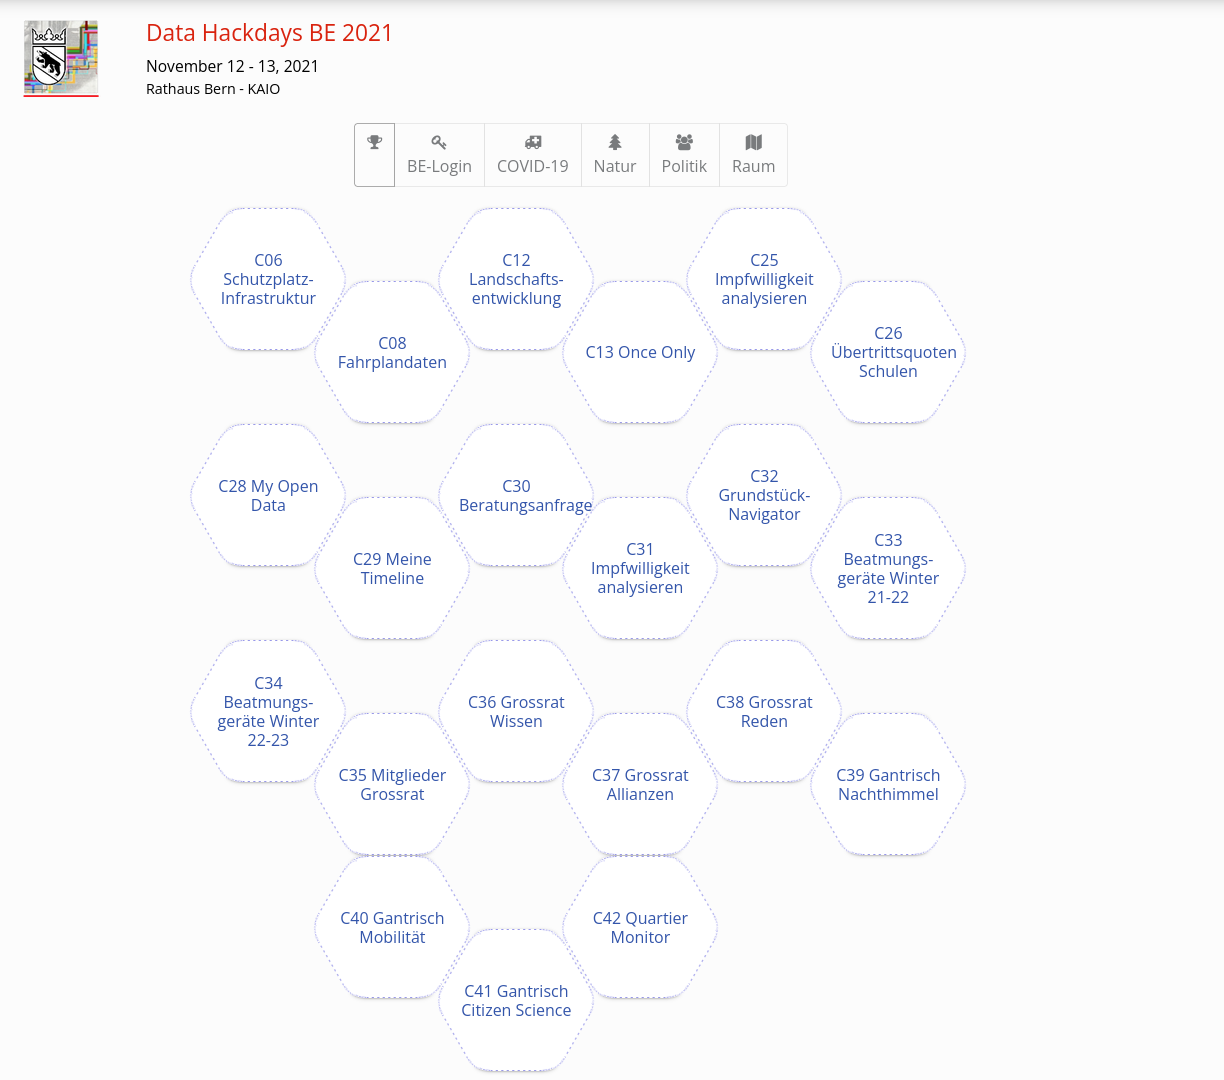 Data Hackdays BE 2021
November 12 - 13, 2021
Rathaus Bern - KAIO
BE-Login
COVID-19
Natur
Politik
Raum
C06
Schutzplatz-
Infrastruktur
C08
Fahrplandaten
C12
Landschafts-
entwicklung
C13 Once Only
C25
Impfwilligkeit
analysieren
C26
Übertrittsquoten
Schulen
C28 My Open
Data
C29 Meine
Timeline
C30
Beratungsanfrage
C31
Impfwilligkeit
analysieren
C32
Grundstück-
Navigator
C33
Beatmungs-
geräte Winter
21-22
C34
Beatmungs-
geräte Winter
22-23
C35 Mitglieder
Grossrat
C36 Grossrat
Wissen
C37 Grossrat
Allianzen
C38 Grossrat
Reden
C39 Gantrisch
Nachthimmel
C40 Gantrisch
Mobilität
C41 Gantrisch
Citizen Science
C42 Quartier
Monitor